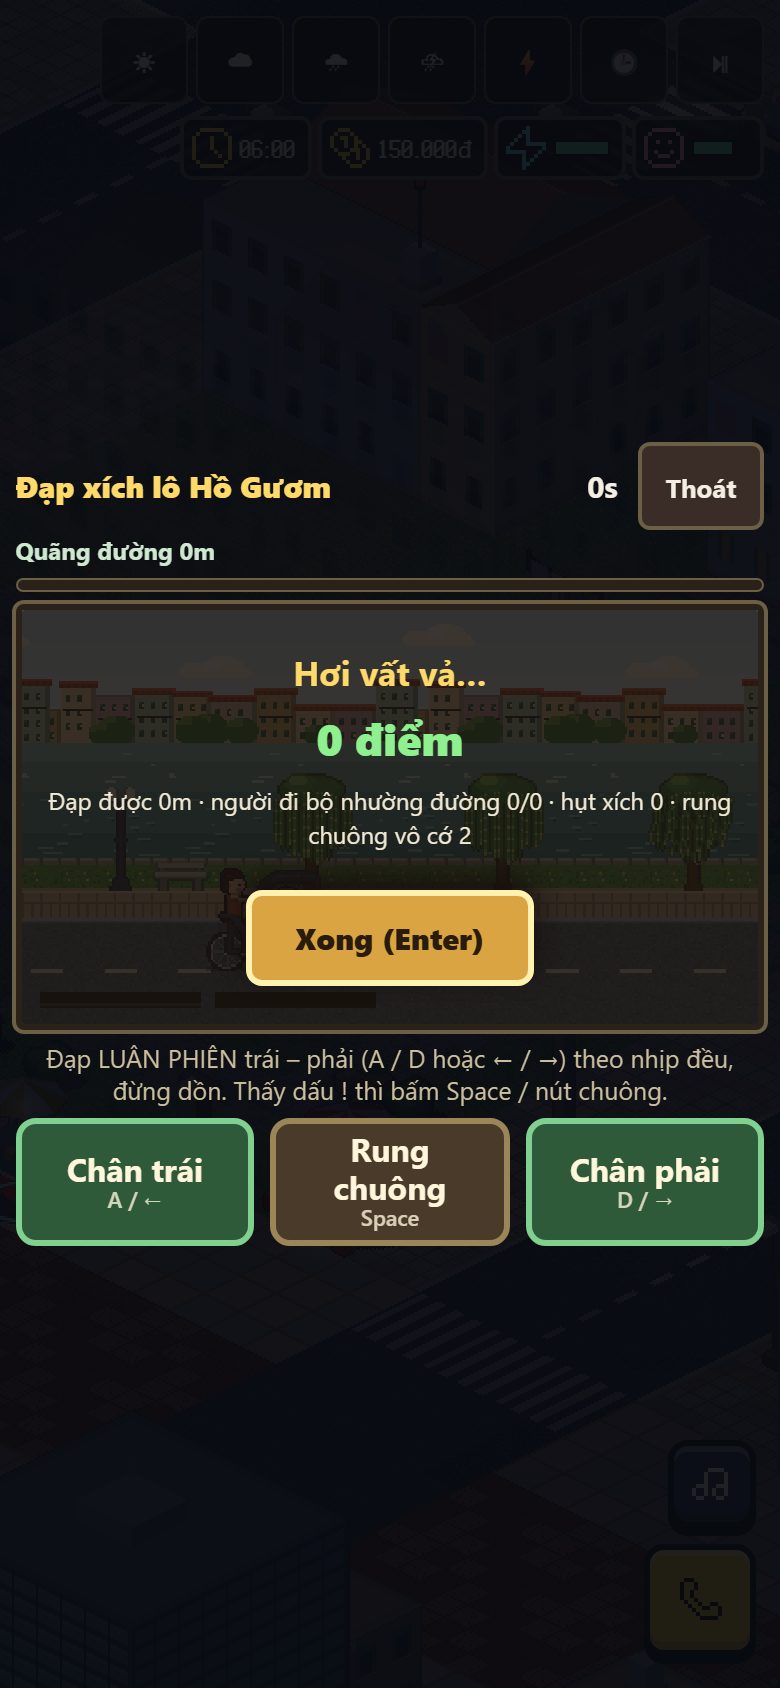 06:00
150.000đ
Đạp xích lô Hồ Gươm
0s
Thoát
Quãng đường 0m
Hơi vất vả...
0 điểm
Đạp được 0m · người đi bộ nhường đường 0/0 · hụt xích 0 · rung
chuông vô cớ 2
Xong (Enter)
Đạp LUÂN PHIÊN trái – phải (A / D hoặc ← / →) theo nhịp đều,
đừng dồn. Thấy dấu ! thì bấm Space / nút chuông.
Chân trái
A / ←
Rung
chuông
Space
Chân phải
D / →